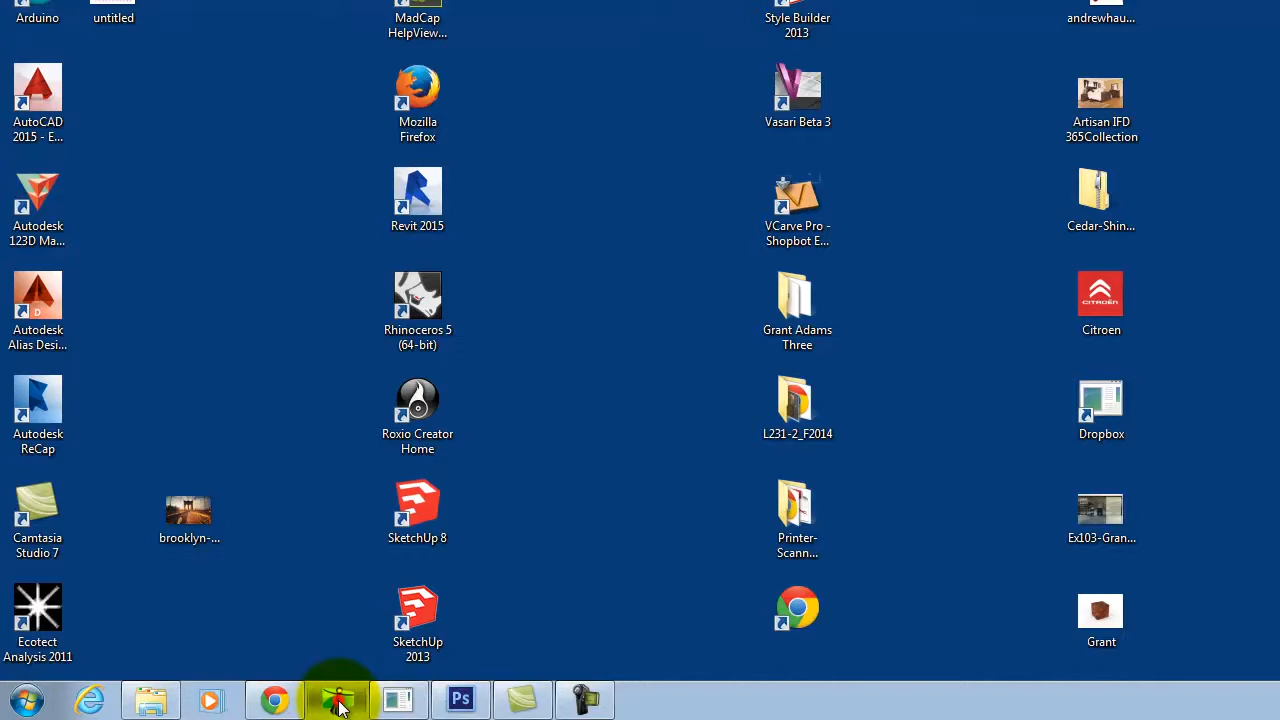 Arduino
untitled
MadCap
HelpView...
Style Builder
2013
andrewhau...
AutoCAD
2015 - E...
Mozilla
Firefox
Vasari Beta 3
Artisan IFD
365Collection
Autodesk
123D Ma...
Revit 2015
VCarve Pro -
Shopbot E...
Cedar-Shin...
Autodesk
Alias Desi...
Rhinoceros 5
(64-bit)
Grant Adams
Three
CITROËN
Citroen
Autodesk
ReCap
Roxio Creator
Home
L231-2_F2014
Dropbox
Camtasia
Studio 7
brooklyn-...
SketchUp 8
Printer-
Scann...
Ex103-Gran...
Ecotect
Analysis 2011
SketchUp
2013
Grant
Ps